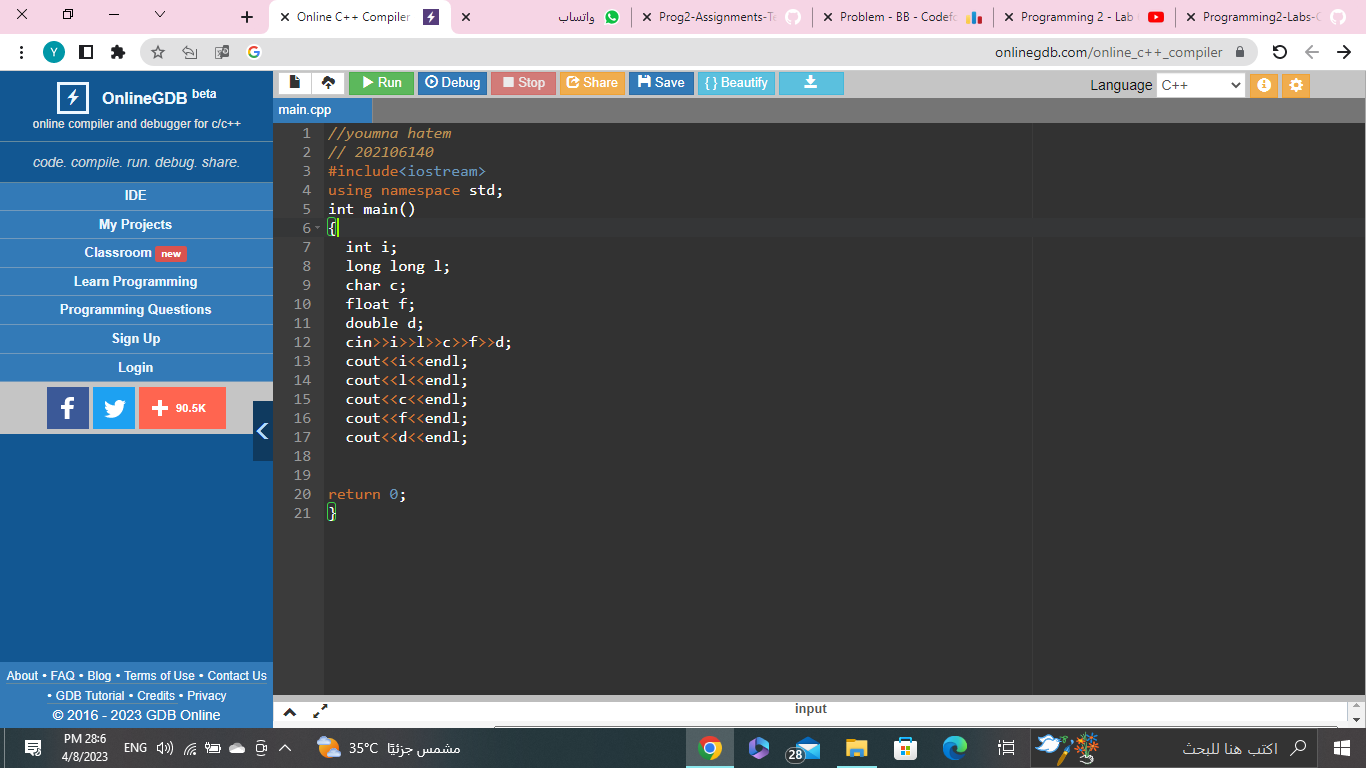 Online C++ Compiler
واتساب
Prog2-Assignments-Te
Problem - BB - Codefo
Programming 2 - Lab
Programming2-Labs-
Y
onlinegdb.com/online_c++_compiler
OnlineGDB beta
online compiler and debugger for c/c++
code. compile. run. debug. share.
IDE
My Projects
Classroom new
Learn Programming
Programming Questions
Sign Up
Login
f + 90.5K
Run Debug Stop Share Save { } Beautify
Language C++
main.cpp
1 //youmna hatem
2 // 202106140
3 #include<iostream>
4 using namespace std;
5 int main()
6 {
7 int i;
8 long long l;
9 char c;
10 float f;
11 double d;
12 cin>>i>>l>>c>>f>>d;
13 cout<<i<<endl;
14 cout<<l<<endl;
15 cout<<c<<endl;
16 cout<<f<<endl;
17 cout<<d<<endl;
18
19
20 return 0;
21 }
input
About • FAQ • Blog • Terms of Use • Contact Us
• GDB Tutorial • Credits • Privacy
© 2016 - 2023 GDB Online
PM 28:6
4/8/2023
ENG
35°C مشمس جزئيًا
28
اكتب هنا للبحث